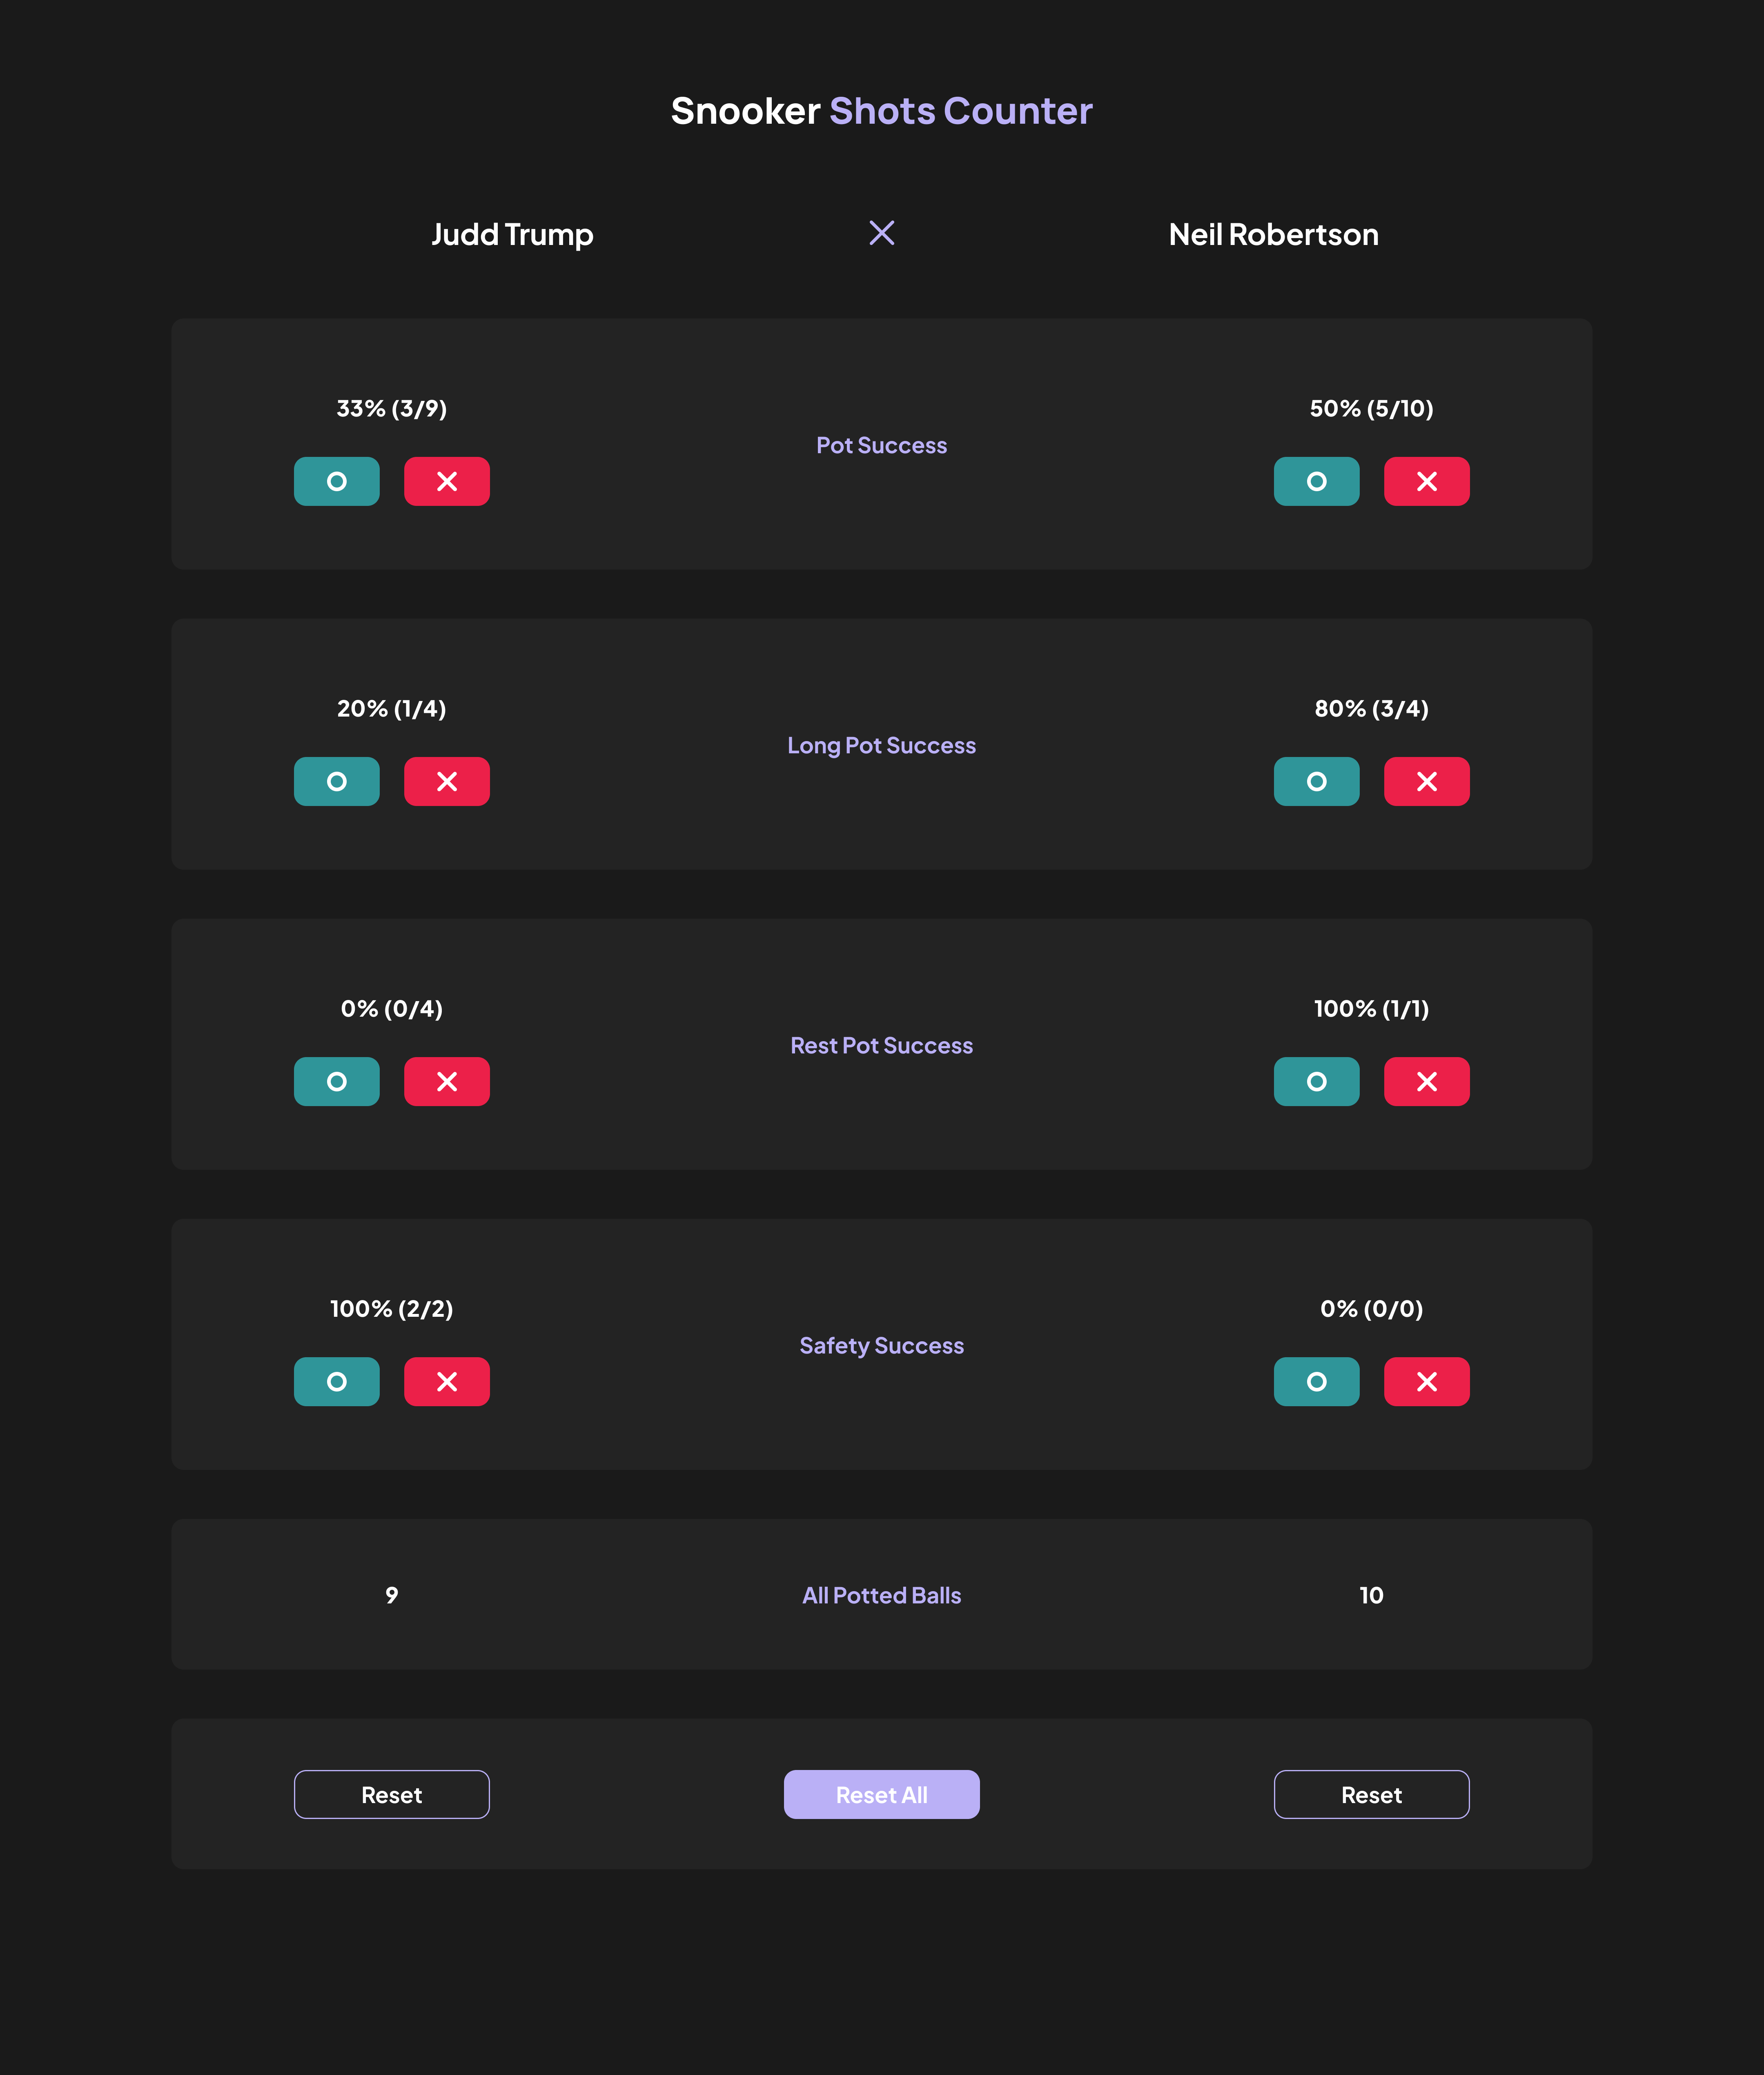 Snooker Shots Counter
Judd Trump
Neil Robertson
33% (3/9)
Pot Success
50% (5/10)
20% (1/4)
Long Pot Success
80% (3/4)
0% (0/4)
Rest Pot Success
100% (1/1)
100% (2/2)
Safety Success
0% (0/0)
9
All Potted Balls
10
Reset
Reset All
Reset